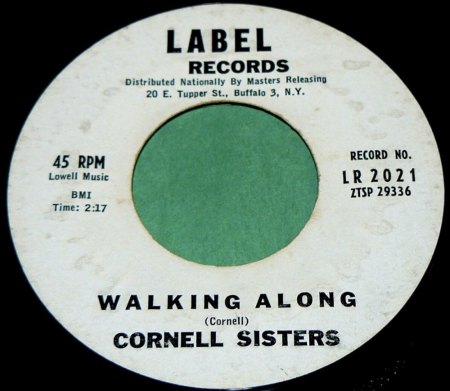 LABEL
RECORDS
Distributed Nationally By Masters Releasing
20 E. Tupper St., Buffalo 3, N.Y.
45 RPM
Lowell Music
BMI
Time: 2:17
RECORD NO.
LR 2021
ZTSP 29336
WALKING ALONG
(Cornell)
CORNELL SISTERS